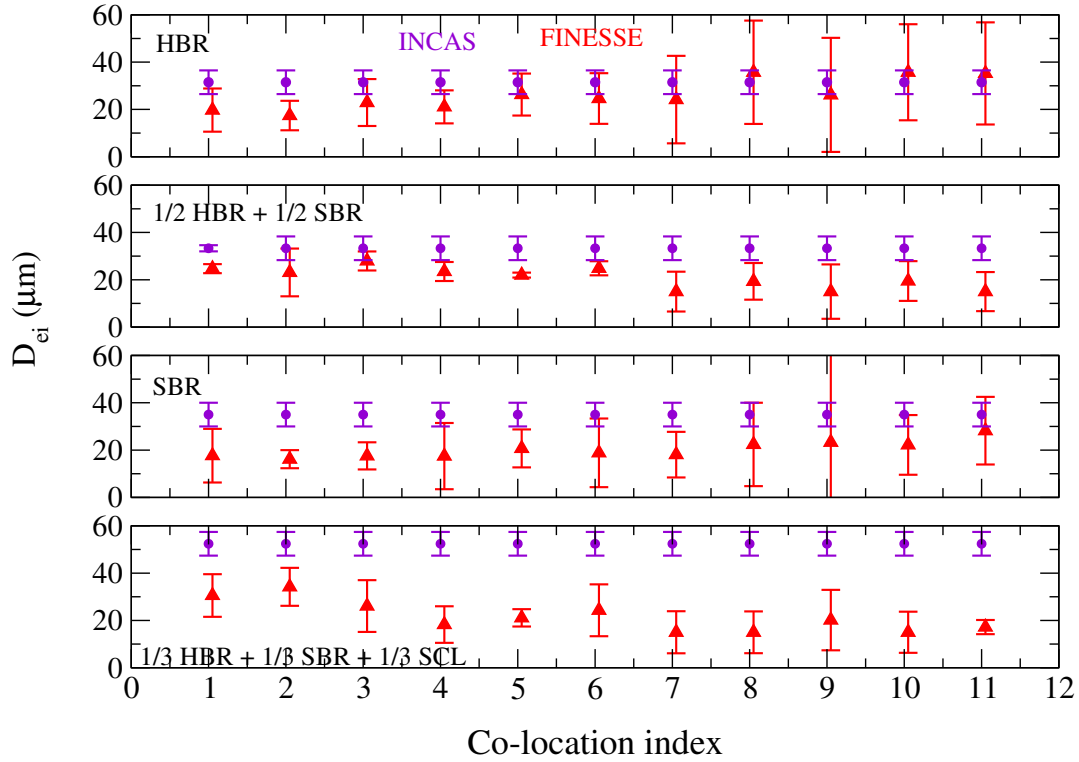 60
HBR INCAS FINESSE
40
20
0
60
1/2 HBR + 1/2 SBR
40
20
0
D_ei (μm)
60
SBR
40
20
0
60
40
20
1/3 HBR + 1/3 SBR + 1/3 SCL
0
0 1 2 3 4 5 6 7 8 9 10 11 12
Co-location index